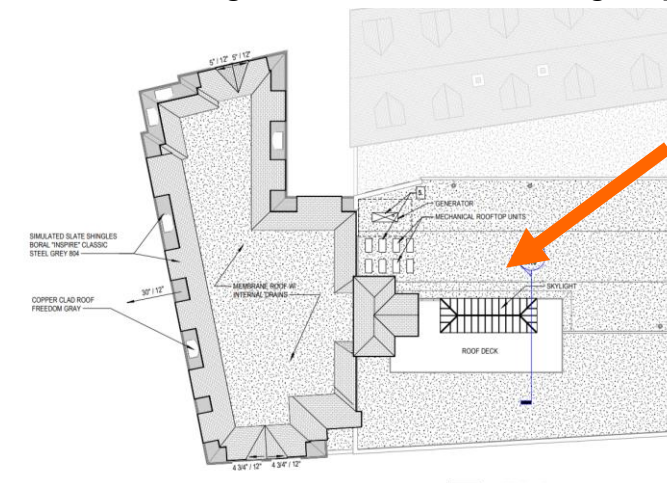 5" / 12" 5" / 12"
5
GENERATOR
MECHANICAL ROOFTOP UNITS
SIMULATED SLATE SHINGLES
BORAL "INSPIRE" CLASSIC
STEEL GREY 804
30" / 12"
MEMBRANE ROOF W/
INTERNAL DRAINS
SKYLIGHT
COPPER CLAD ROOF
FREEDOM GRAY
ROOF DECK
4 3/4" / 12" 4 3/4" / 12"